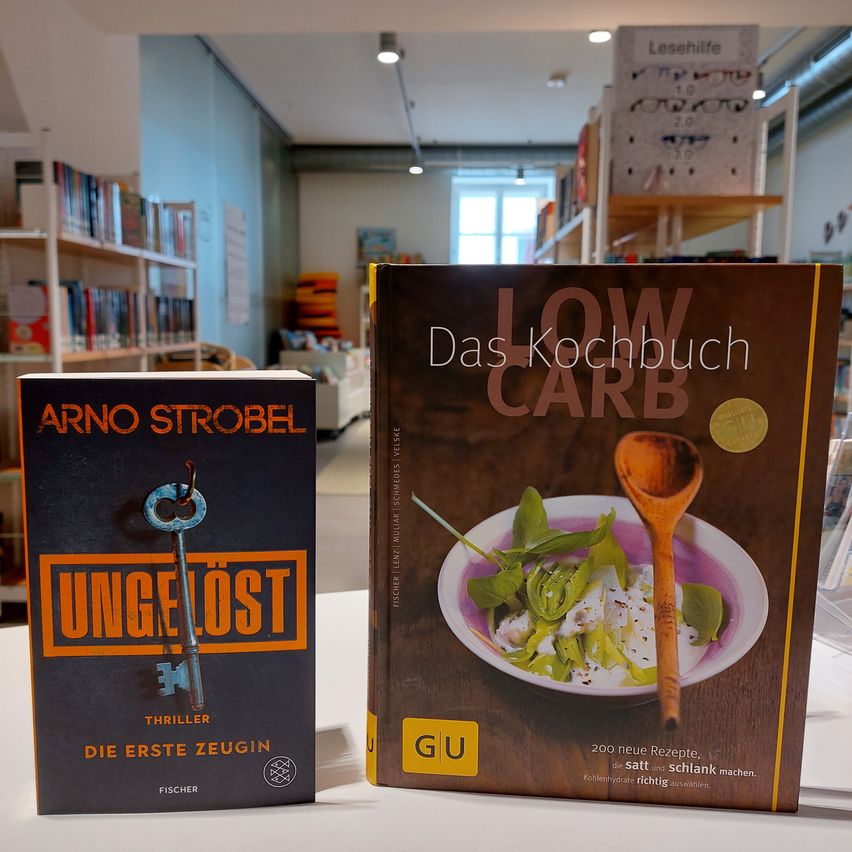 Lesehilfe
1.0
2.0
3.0
ARNO STROBEL
UNGELÖST
THRILLER
DIE ERSTE ZEUGIN
FISCHER
LOW
Das Kochbuch
CARB
FISCHER | LENZ | MULIAR | SCHMEDES | VELSKE
G|U
200 neue Rezepte,
die satt und schlank machen.
Kohlenhydrate richtig auswählen.